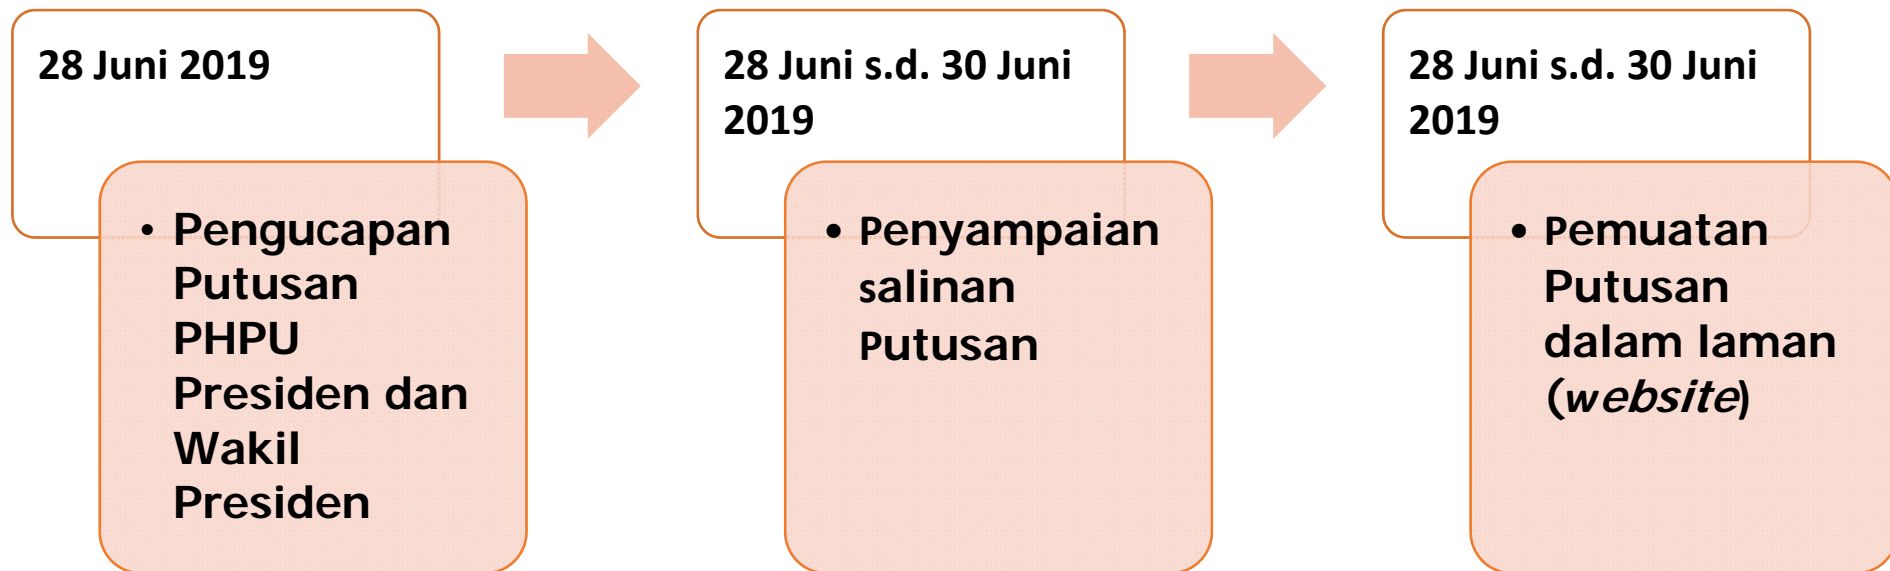 28 Juni 2019
• Pengucapan
Putusan
PHPU
Presiden dan
Wakil
Presiden
28 Juni s.d. 30 Juni
2019
• Penyampaian
salinan
Putusan
28 Juni s.d. 30 Juni
2019
• Pemuatan
Putusan
dalam laman
(website)